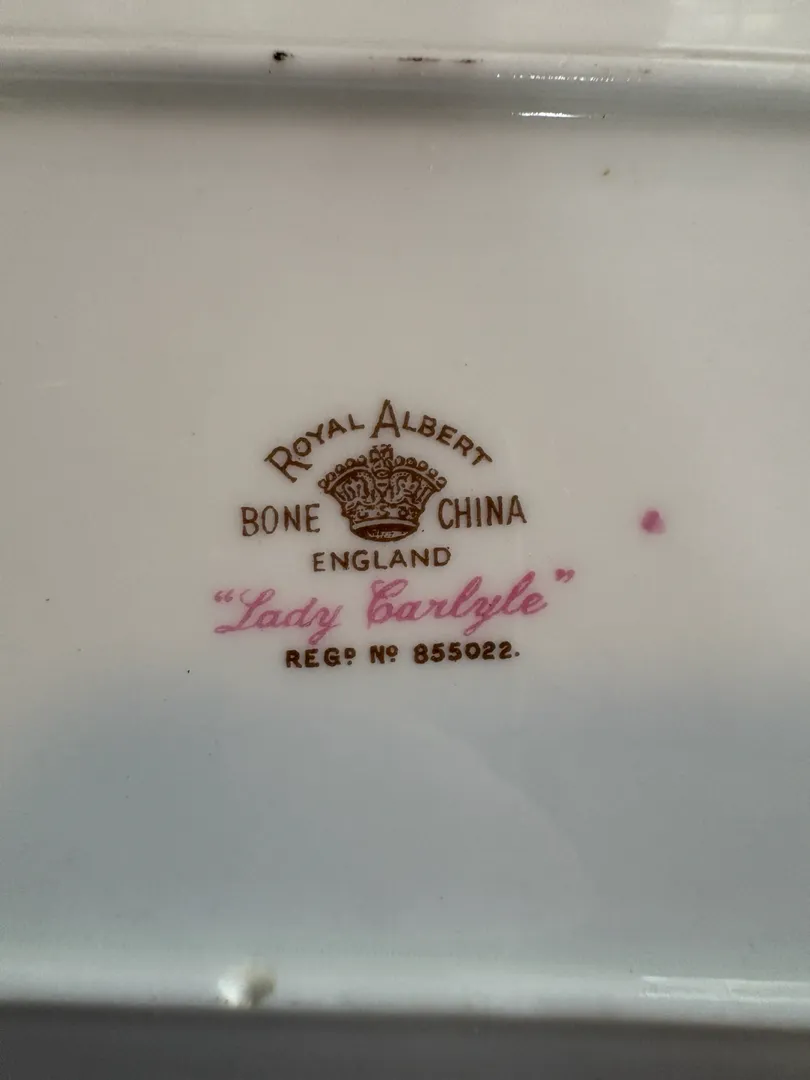 ROYAL ALBERT
BONE CHINA
ENGLAND
"Lady Carlyle"
REGᴰ Nº 855022.